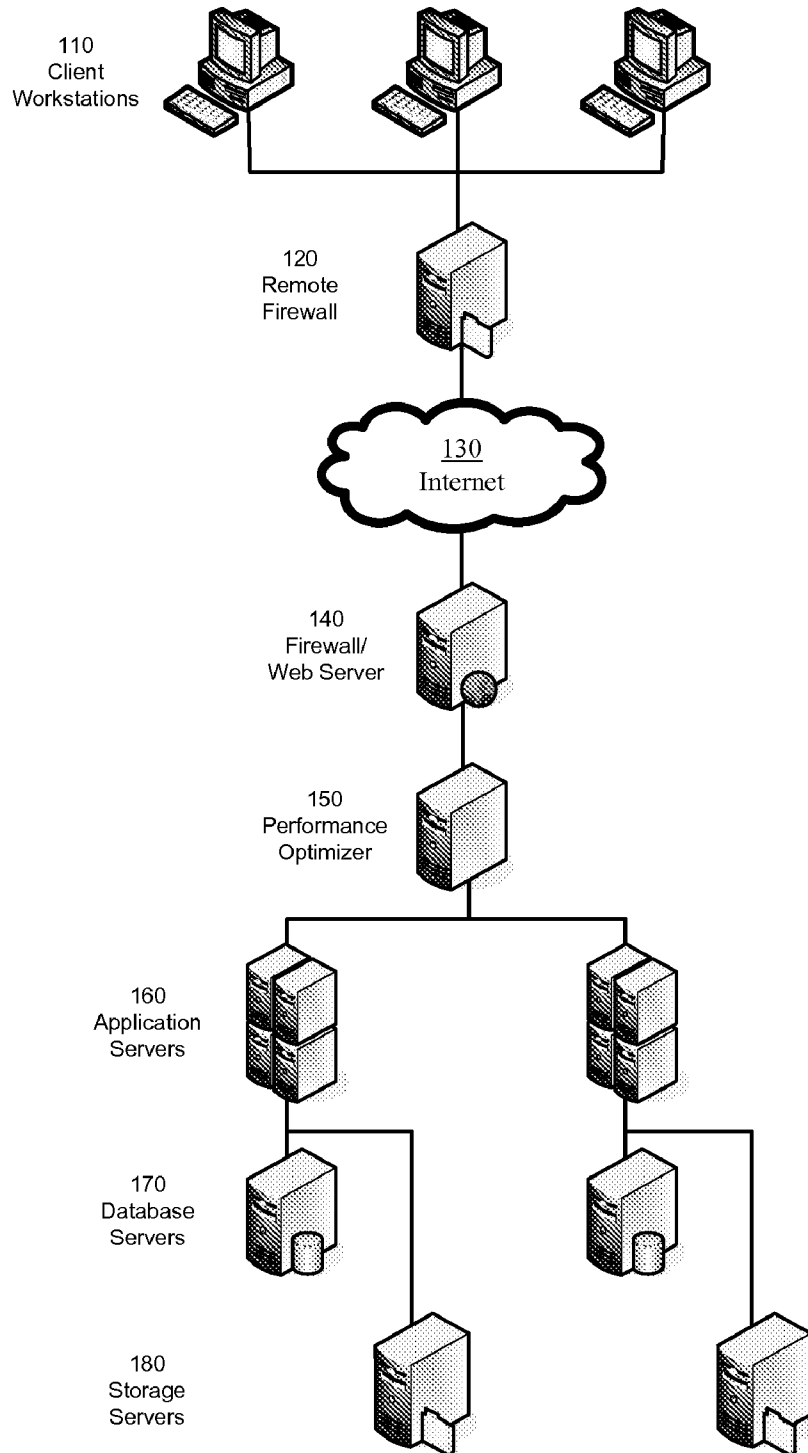 110
Client
Workstations
120
Remote
Firewall
130
Internet
140
Firewall/
Web Server
150
Performance
Optimizer
160
Application
Servers
170
Database
Servers
180
Storage
Servers